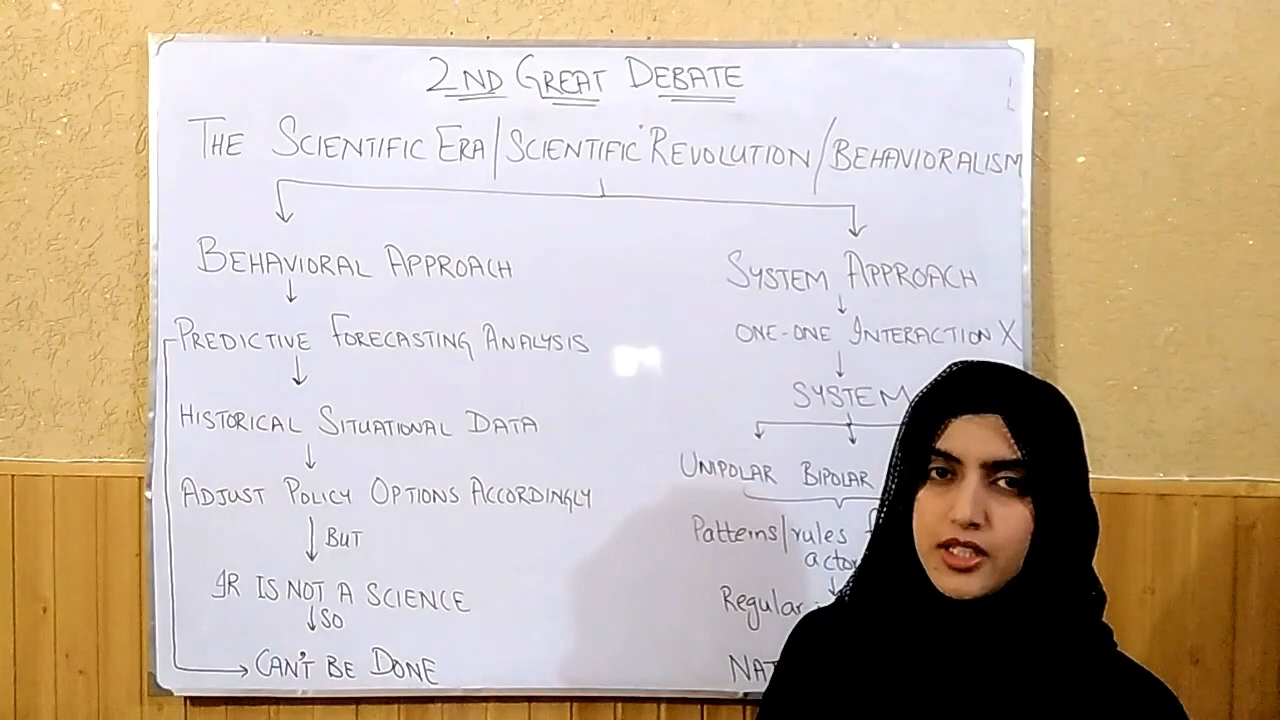 2ND GREAT DEBATE
THE SCIENTIFIC ERA/SCIENTIFIC REVOLUTION/BEHAVIORALISM
BEHAVIORAL APPROACH
PREDICTIVE FORECASTING ANALYSIS
HISTORICAL SITUATIONAL DATA
ADJUST POLICY OPTIONS ACCORDINGLY
BUT
IR IS NOT A SCIENCE
SO
CAN'T BE DONE
SYSTEM APPROACH
ONE-ONE INTERACTION X
SYSTEM
UNIPOLAR BIPOLAR
Patterns/rules
Regular